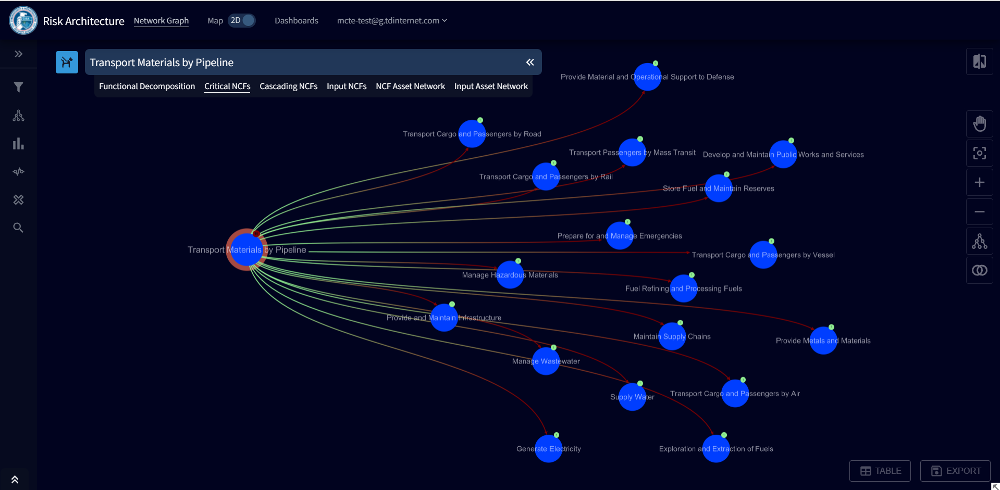 Risk Architecture
Network Graph
Map
2D
Dashboards
mcte-test@g.tdinternet.com
Transport Materials by Pipeline
Functional Decomposition
Critical NCFs
Cascading NCFs
Input NCFs
NCF Asset Network
Input Asset Network
Provide Material and Operational Support to Defense
Transport Cargo and Passengers by Road
Transport Passengers by Mass Transit
Develop and Maintain Public Works and Services
Transport Cargo and Passengers by Rail
Store Fuel and Maintain Reserves
Prepare for and Manage Emergencies
Transport Materials by Pipeline
Transport Cargo and Passengers by Vessel
Manage Hazardous Materials
Fuel Refining and Processing Fuels
Provide and Maintain Infrastructure
Maintain Supply Chains
Provide Metals and Materials
Manage Wastewater
Supply Water
Transport Cargo and Passengers by Air
Generate Electricity
Exploration and Extraction of Fuels
TABLE
EXPORT